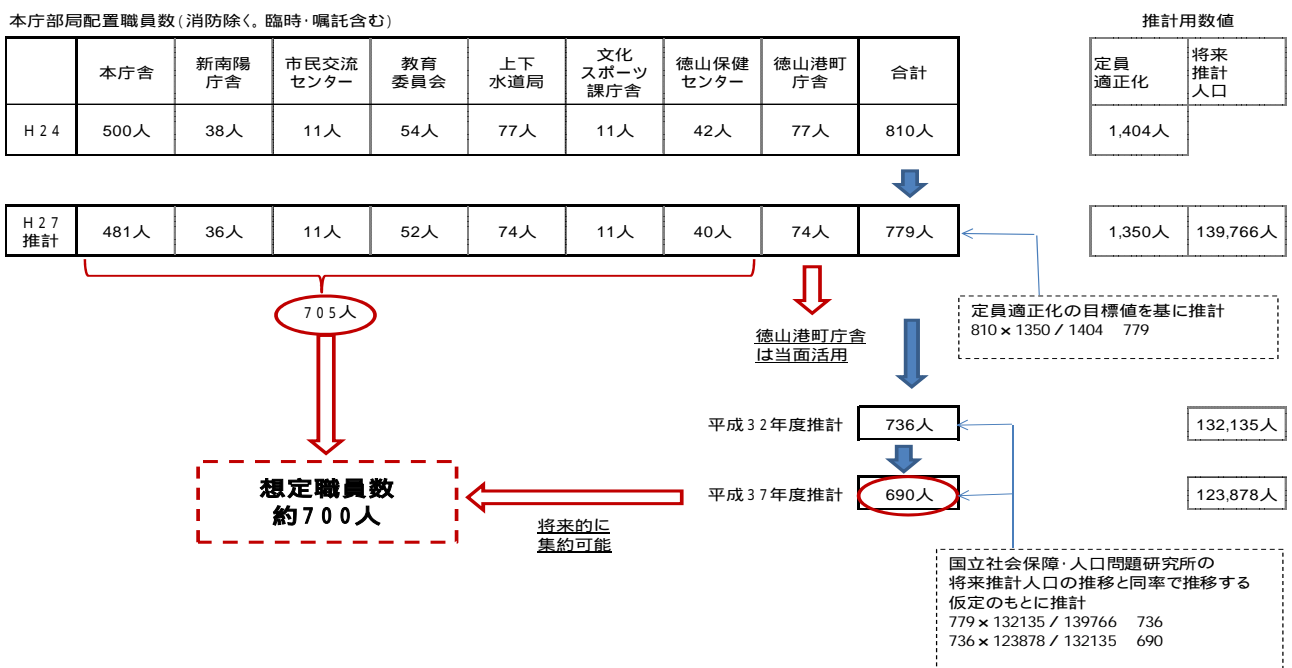 本庁部局配置職員数(消防除く。臨時・嘱託含む)
推計用数値
本庁舎
新南陽
庁舎
市民交流
センター
教育
委員会
上下
水道局
文化
スポーツ
課庁舎
徳山保健
センター
徳山港町
庁舎
合計
定員
適正化
将来
推計
人口
H24
500人
38人
11人
54人
77人
11人
42人
77人
810人
1,404人
H27
推計
481人
36人
11人
52人
74人
11人
40人
74人
779人
1,350人
139,766人
705人
徳山港町庁舎
は当面活用
定員適正化の目標値を基に推計
810×1350/1404 779
平成32年度推計
736人
132,135人
想定職員数
約700人
将来的に
集約可能
平成37年度推計
690人
123,878人
国立社会保障・人口問題研究所の
将来推計人口の推移と同率で推移する
仮定のもとに推計
779×132135/139766 736
736×123878/132135 690